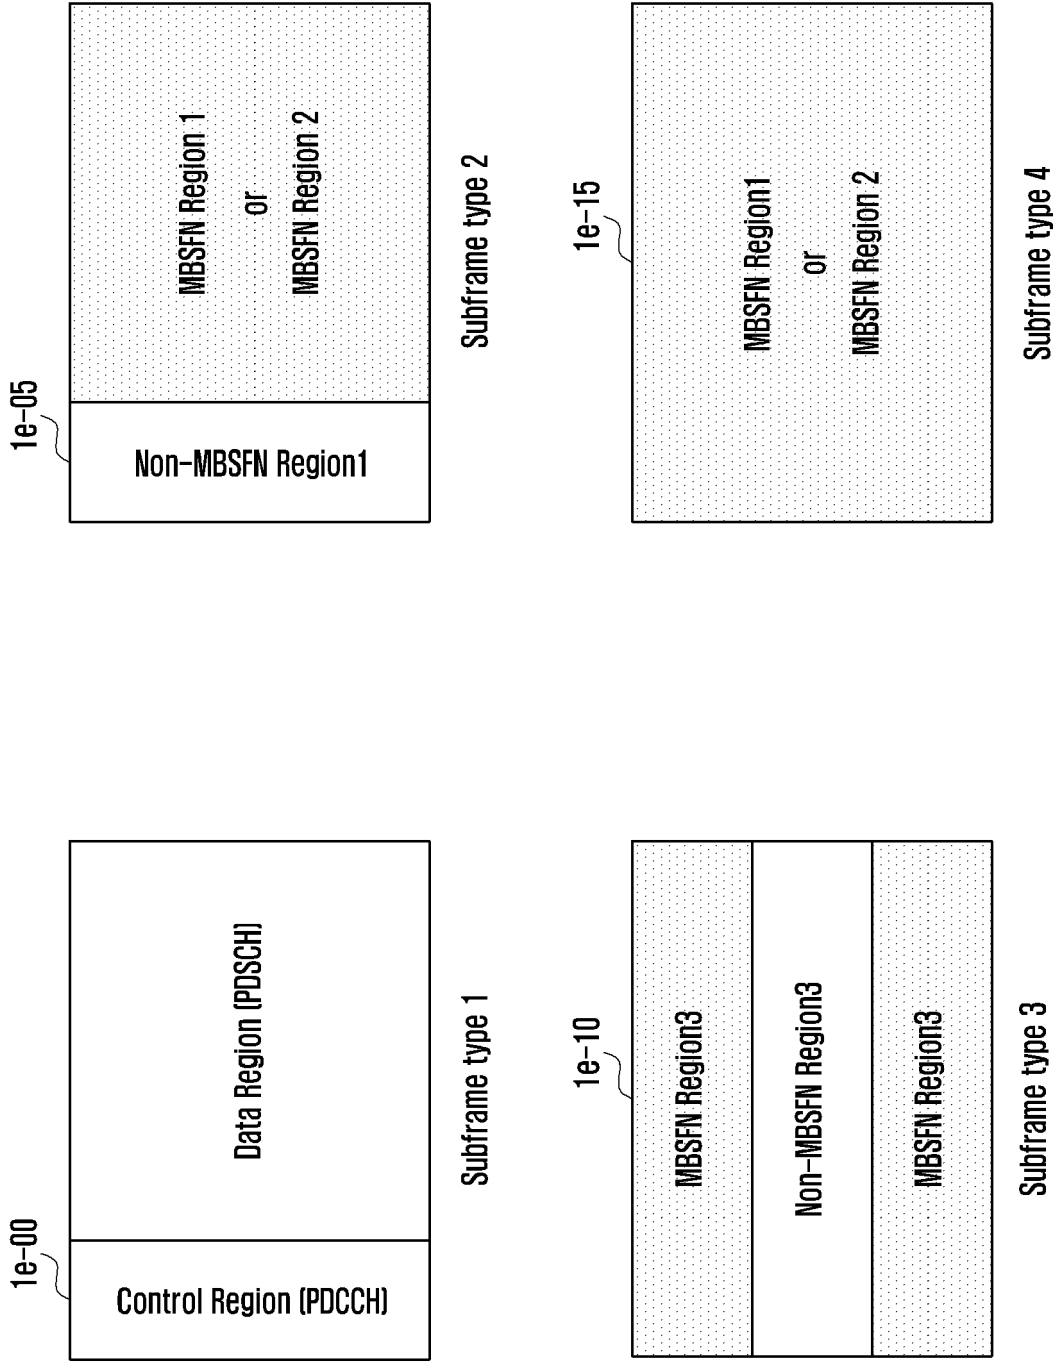 1e-00
Control Region (PDCCH)
Data Region (PDSCH)
Subframe type 1
1e-05
Non-MBSFN Region1
MBSFN Region 1
or
MBSFN Region 2
Subframe type 2
1e-10
MBSFN Region3
Non-MBSFN Region3
MBSFN Region3
Subframe type 3
1e-15
MBSFN Region1
or
MBSFN Region 2
Subframe type 4